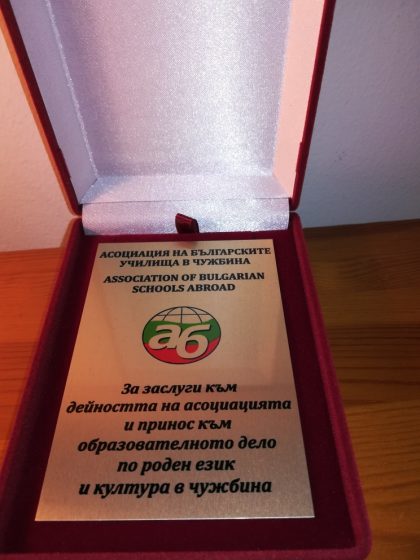 АСОЦИАЦИЯ НА БЪЛГАРСКИТЕ
УЧИЛИЩА В ЧУЖБИНА
ASSOCIATION OF BULGARIAN
SCHOOLS ABROAD
аб
За заслуги към
дейността на асоциацията
и принос към
образователното дело
по роден език
и култура в чужбина